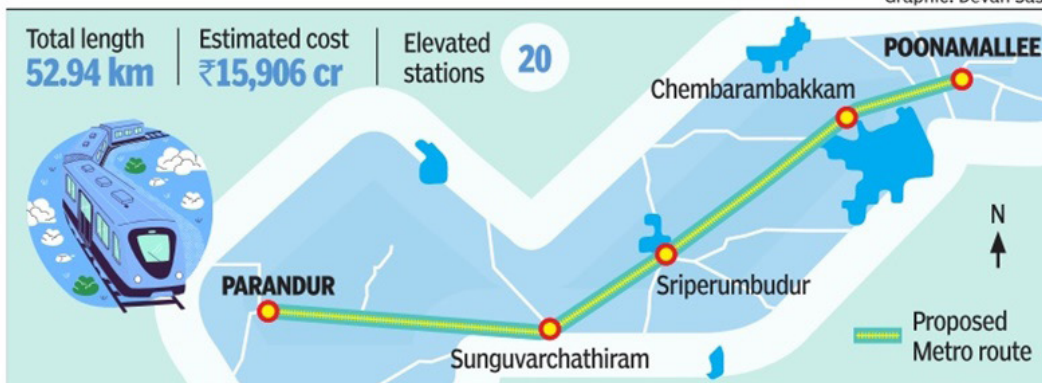 Total length
52.94 km
Estimated cost
₹15,906 cr
Elevated
stations
20
POONAMALLEE
Chembarambakkam
N
PARANDUR
Sriperumbudur
Sunguvarchathiram
Proposed
Metro route